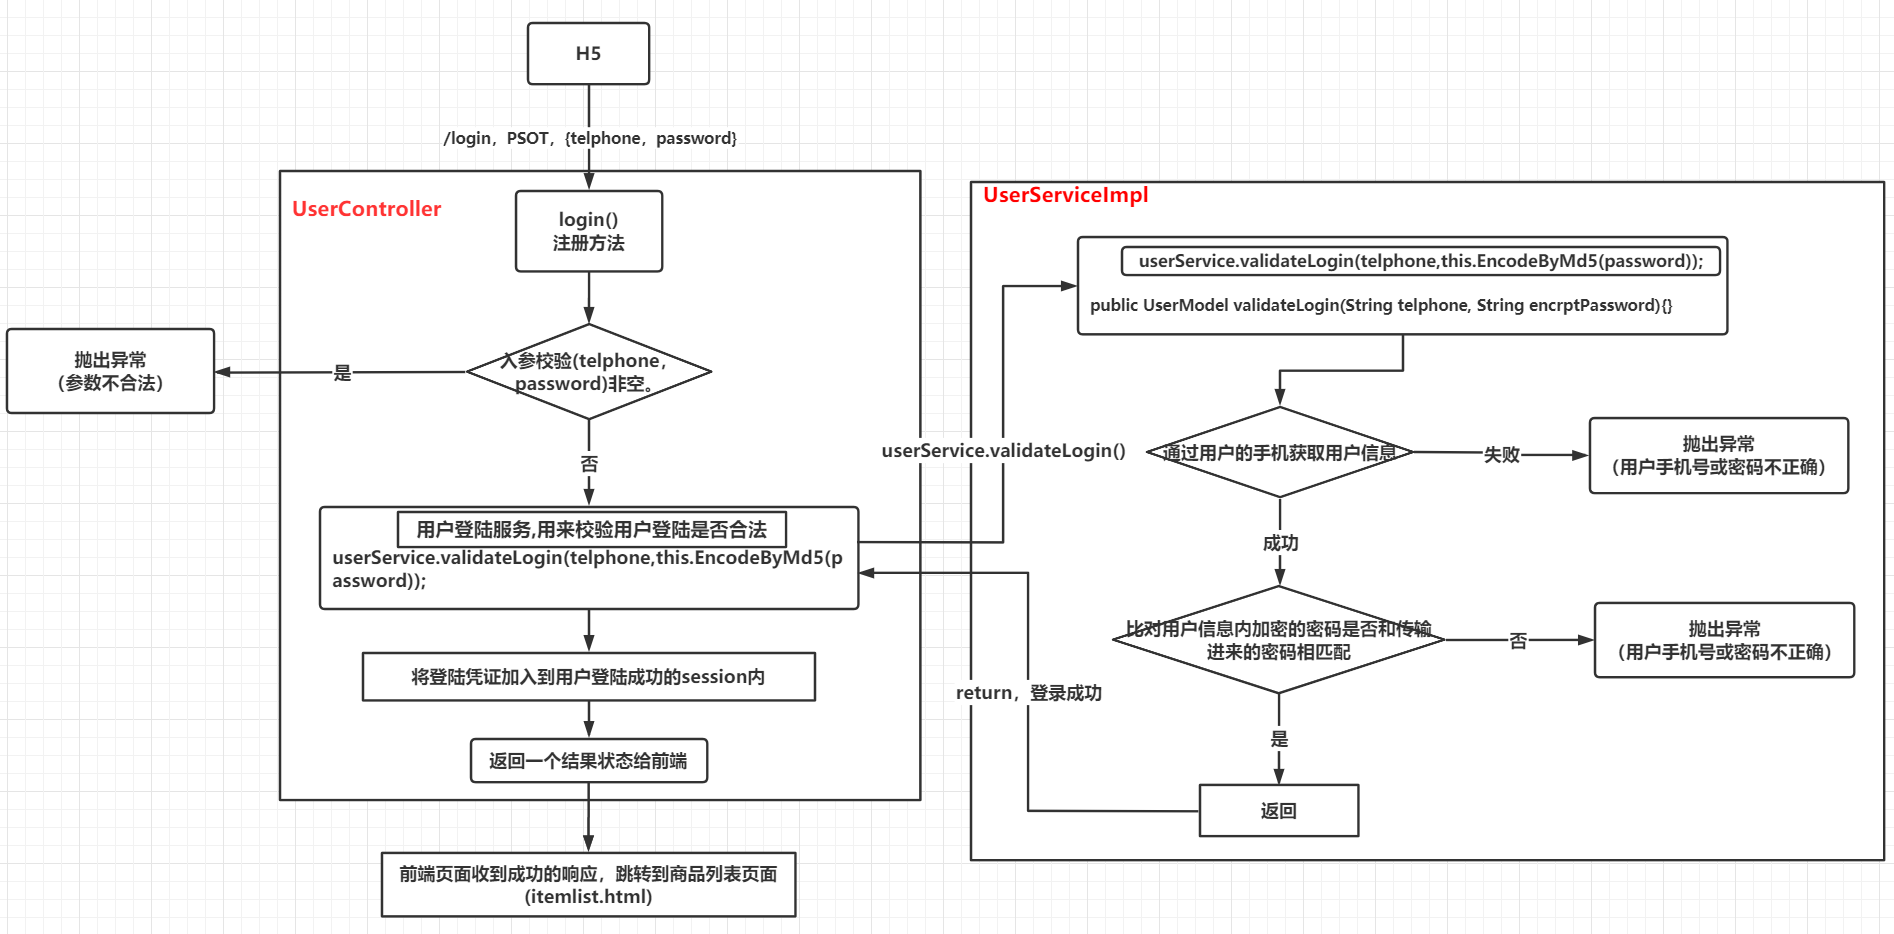 H5
/login，PSOT，{telphone，password}
UserController
login()
注册方法
入参校验(telphone，
password)非空。
是
抛出异常
（参数不合法）
否
用户登陆服务,用来校验用户登陆是否合法
userService.validateLogin(telphone,this.EncodeByMd5(p
assword));
将登陆凭证加入到用户登陆成功的session内
返回一个结果状态给前端
前端页面收到成功的响应，跳转到商品列表页面
(itemlist.html)
userService.validateLogin()
return，登录成功
UserServiceImpl
userService.validateLogin(telphone,this.EncodeByMd5(password));
public UserModel validateLogin(String telphone, String encrptPassword){}
通过用户的手机获取用户信息
失败
抛出异常
（用户手机号或密码不正确）
成功
比对用户信息内加密的密码是否和传输
进来的密码相匹配
否
抛出异常
（用户手机号或密码不正确）
是
返回